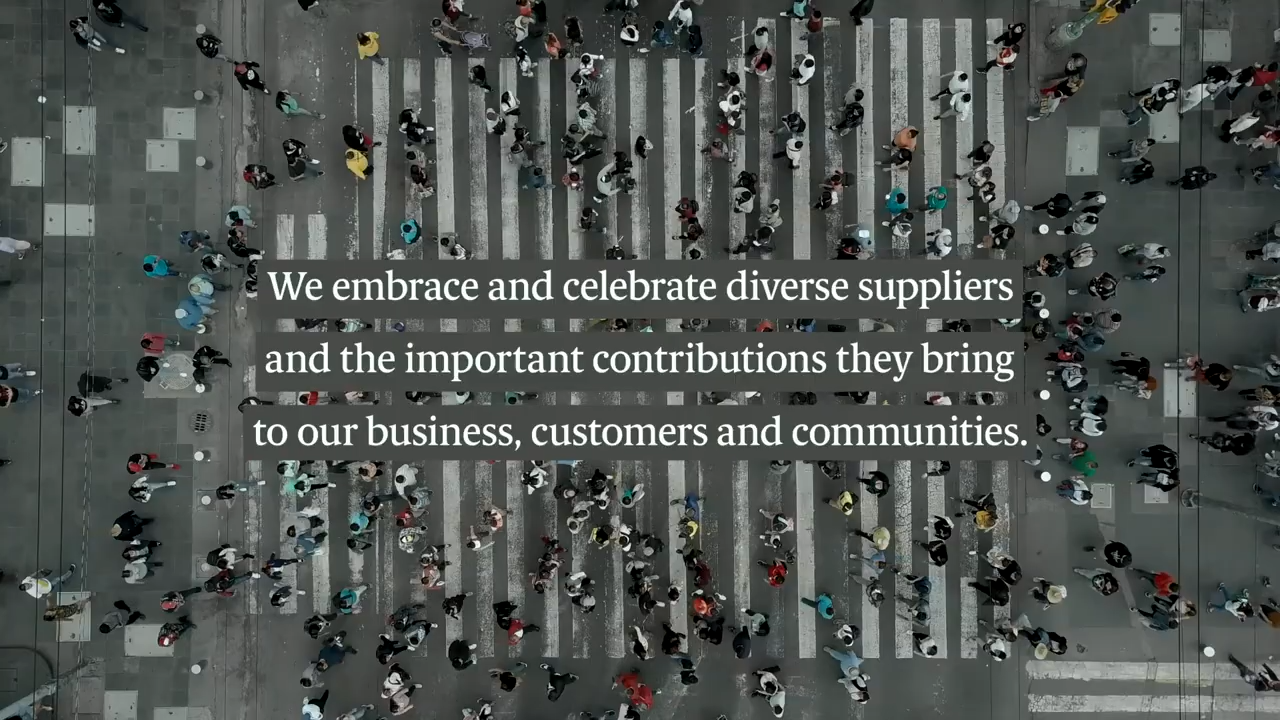 We embrace and celebrate diverse suppliers
and the important contributions they bring
to our business, customers and communities.